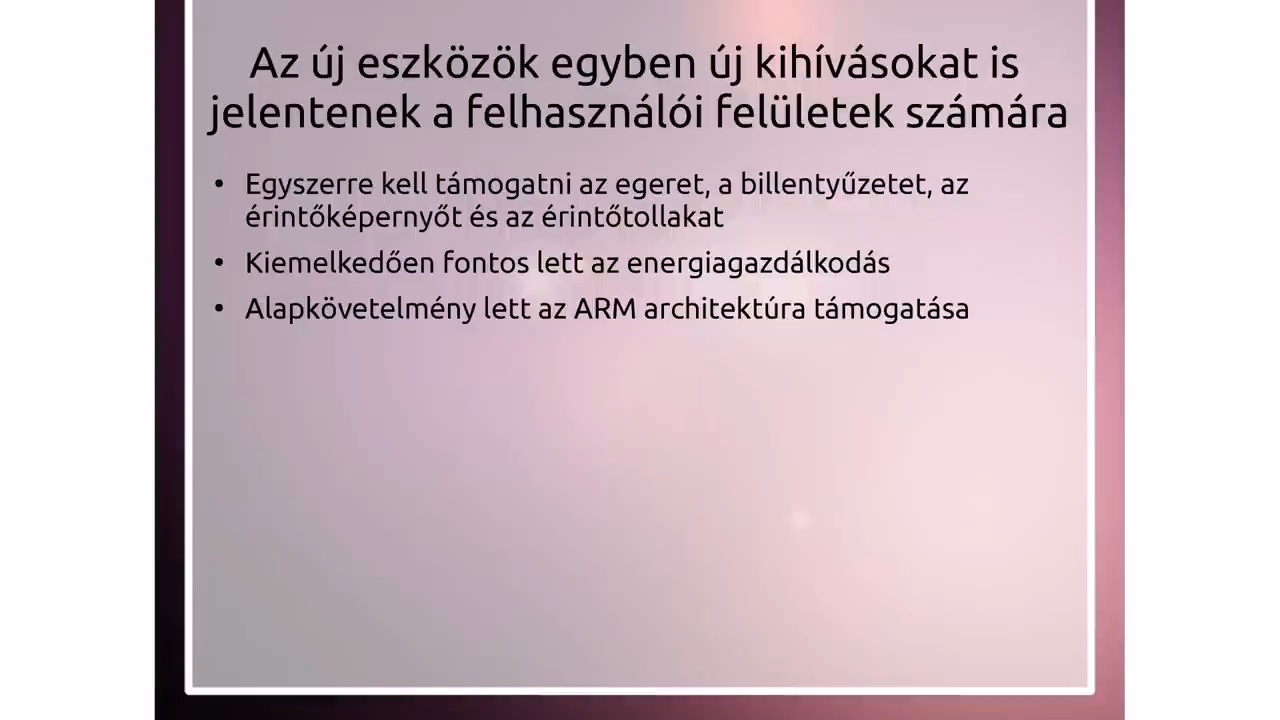 Az új eszközök egyben új kihívásokat is
jelentenek a felhasználói felületek számára
• Egyszerre kell támogatni az egeret, a billentyűzetet, az
érintőképernyőt és az érintőtollakat
• Kiemelkedően fontos lett az energiagazdálkodás
• Alapkövetelmény lett az ARM architektúra támogatása